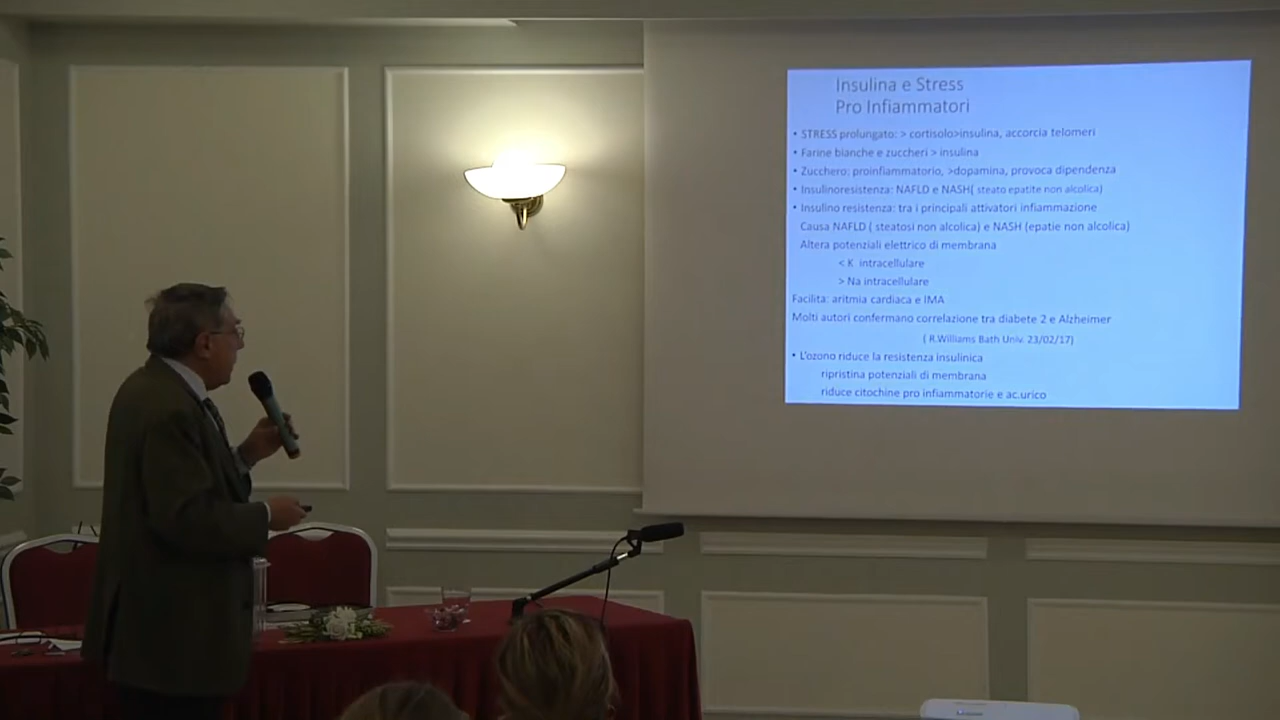 Insulina e Stress
Pro Infiammatori
• STRESS prolungato: > cortisolo>insulina, accorcia telomeri
• Farine bianche e zuccheri > insulina
• Zucchero: proinfiammatorio, >dopamina, provoca dipendenza
• Insulinoresistenza: NAFLD e NASH( steato epatite non alcolica)
• Insulino resistenza: tra i principali attivatori infiammazione
Causa NAFLD ( steatosi non alcolica) e NASH (epatie non alcolica)
Altera potenziali elettrico di membrana
< K intracellulare
> Na intracellulare
Facilita: aritmia cardiaca e IMA
Molti autori confermano correlazione tra diabete 2 e Alzheimer
( R.Williams Bath Univ. 23/02/17)
• L'ozono riduce la resistenza insulinica
ripristina potenziali di membrana
riduce citochine pro infiammatorie e ac.urico